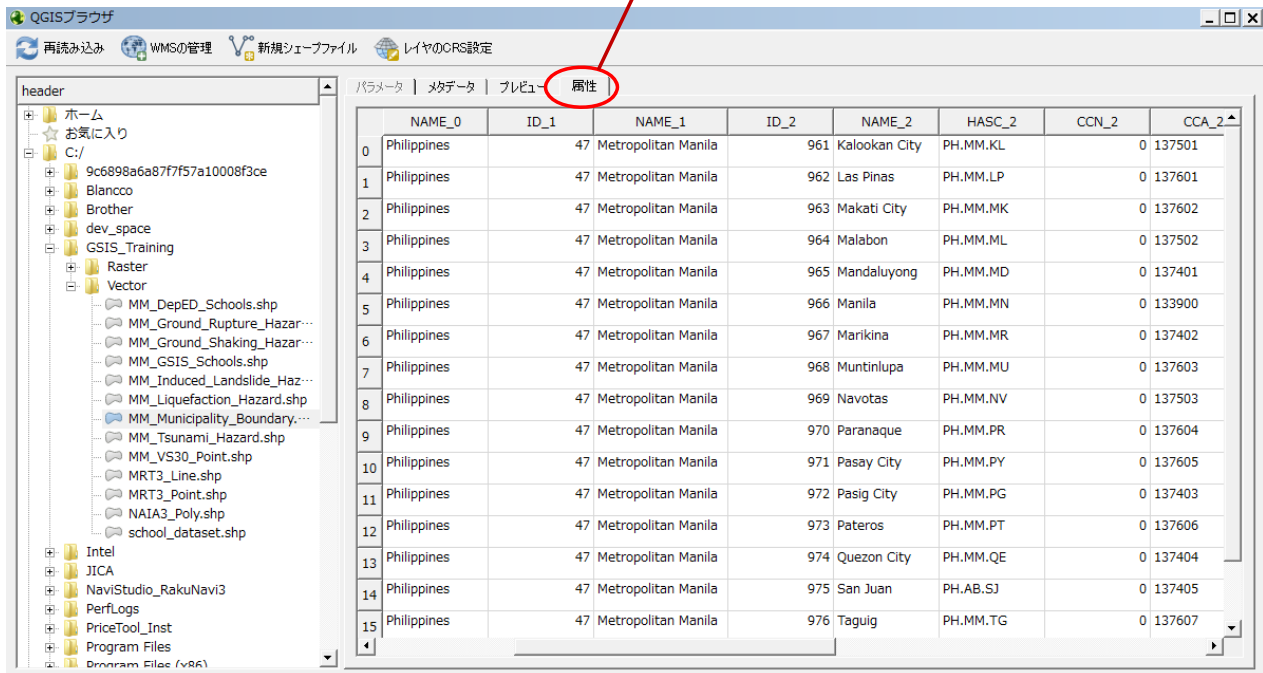 QGISブラウザ
再読み込み WMSの管理 新規シェープファイル レイヤのCRS設定
header
ホーム
お気に入り
C:/
9c6898a6a87f7f57a10008f3ce
Blancco
Brother
dev_space
GSIS_Training
Raster
Vector
MM_DepED_Schools.shp
MM_Ground_Rupture_Hazar…
MM_Ground_Shaking_Hazar…
MM_GSIS_Schools.shp
MM_Induced_Landslide_Haz…
MM_Liquefaction_Hazard.shp
MM_Municipality_Boundary.…
MM_Tsunami_Hazard.shp
MM_VS30_Point.shp
MRT3_Line.shp
MRT3_Point.shp
NAIA3_Poly.shp
school_dataset.shp
Intel
JICA
NaviStudio_RakuNavi3
PerfLogs
PriceTool_Inst
Program Files
Program Files (x86)
パラメータ メタデータ プレビュー 属性
NAME_0 ID_1 NAME_1 ID_2 NAME_2 HASC_2 CCN_2 CCA_2
0 Philippines 47 Metropolitan Manila 961 Kalookan City PH.MM.KL 0 137501
1 Philippines 47 Metropolitan Manila 962 Las Pinas PH.MM.LP 0 137601
2 Philippines 47 Metropolitan Manila 963 Makati City PH.MM.MK 0 137602
3 Philippines 47 Metropolitan Manila 964 Malabon PH.MM.ML 0 137502
4 Philippines 47 Metropolitan Manila 965 Mandaluyong PH.MM.MD 0 137401
5 Philippines 47 Metropolitan Manila 966 Manila PH.MM.MN 0 133900
6 Philippines 47 Metropolitan Manila 967 Marikina PH.MM.MR 0 137402
7 Philippines 47 Metropolitan Manila 968 Muntinlupa PH.MM.MU 0 137603
8 Philippines 47 Metropolitan Manila 969 Navotas PH.MM.NV 0 137503
9 Philippines 47 Metropolitan Manila 970 Paranaque PH.MM.PR 0 137604
10 Philippines 47 Metropolitan Manila 971 Pasay City PH.MM.PY 0 137605
11 Philippines 47 Metropolitan Manila 972 Pasig City PH.MM.PG 0 137403
12 Philippines 47 Metropolitan Manila 973 Pateros PH.MM.PT 0 137606
13 Philippines 47 Metropolitan Manila 974 Quezon City PH.MM.QE 0 137404
14 Philippines 47 Metropolitan Manila 975 San Juan PH.AB.SJ 0 137405
15 Philippines 47 Metropolitan Manila 976 Taguig PH.MM.TG 0 137607